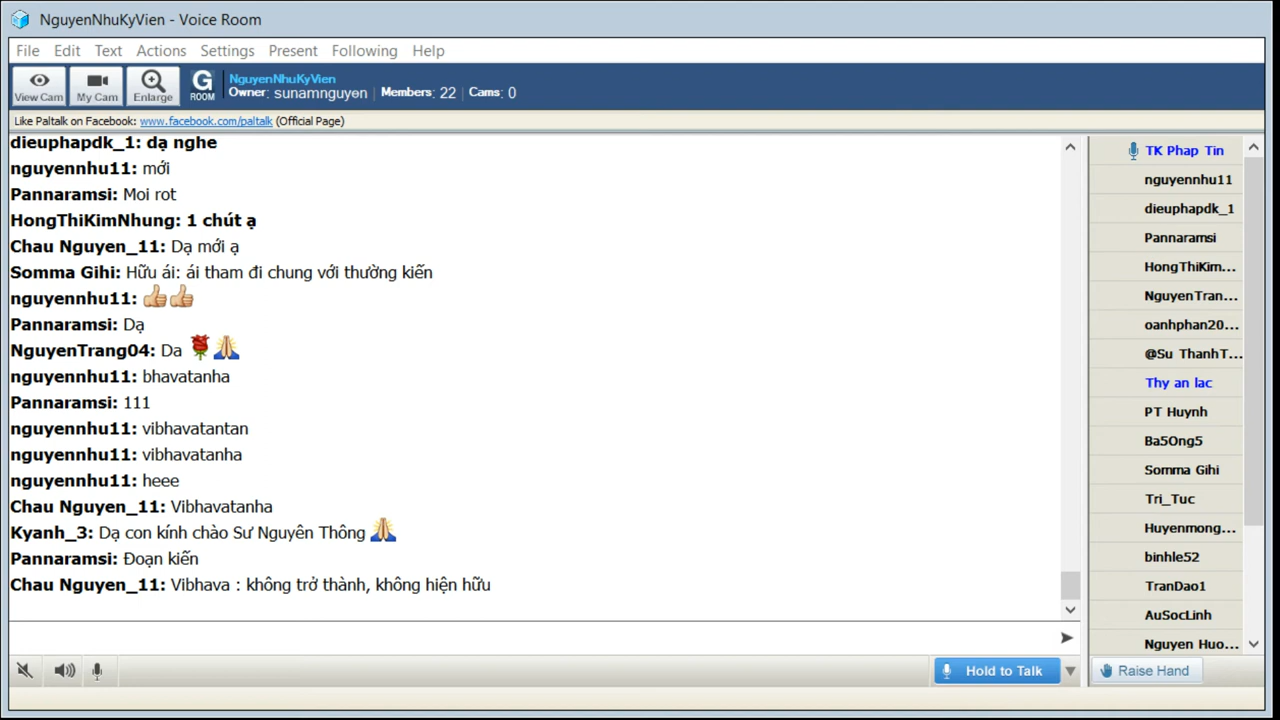 NguyenNhuKyVien - Voice Room
File Edit Text Actions Settings Present Following Help
View Cam My Cam Enlarge G ROOM
NguyenNhuKyVien
Owner: sunamnguyen Members: 22 Cams: 0
Like Paltalk on Facebook: www.facebook.com/paltalk (Official Page)
dieuphapdk_1: dạ nghe
nguyennhu11: mới
Pannaramsi: Moi rot
HongThiKimNhung: 1 chút ạ
Chau Nguyen_11: Dạ mới ạ
Somma Gihi: Hữu ái: ái tham đi chung với thường kiến
nguyennhu11: 👍👍
Pannaramsi: Dạ
NguyenTrang04: Da 🌹🙏
nguyennhu11: bhavatanha
Pannaramsi: 111
nguyennhu11: vibhavatantan
nguyennhu11: vibhavatanha
nguyennhu11: heee
Chau Nguyen_11: Vibhavatanha
Kyanh_3: Dạ con kính chào Sư Nguyên Thông 🙏
Pannaramsi: Đoạn kiến
Chau Nguyen_11: Vibhava : không trở thành, không hiện hữu
TK Phap Tin
nguyennhu11
dieuphapdk_1
Pannaramsi
HongThiKim...
NguyenTran...
oanhphan20...
@Su ThanhT...
Thy an lac
PT Huynh
Ba5Ong5
Somma Gihi
Tri_Tuc
Huyenmong...
binhle52
TranDao1
AuSocLinh
Nguyen Huo...
Hold to Talk
Raise Hand